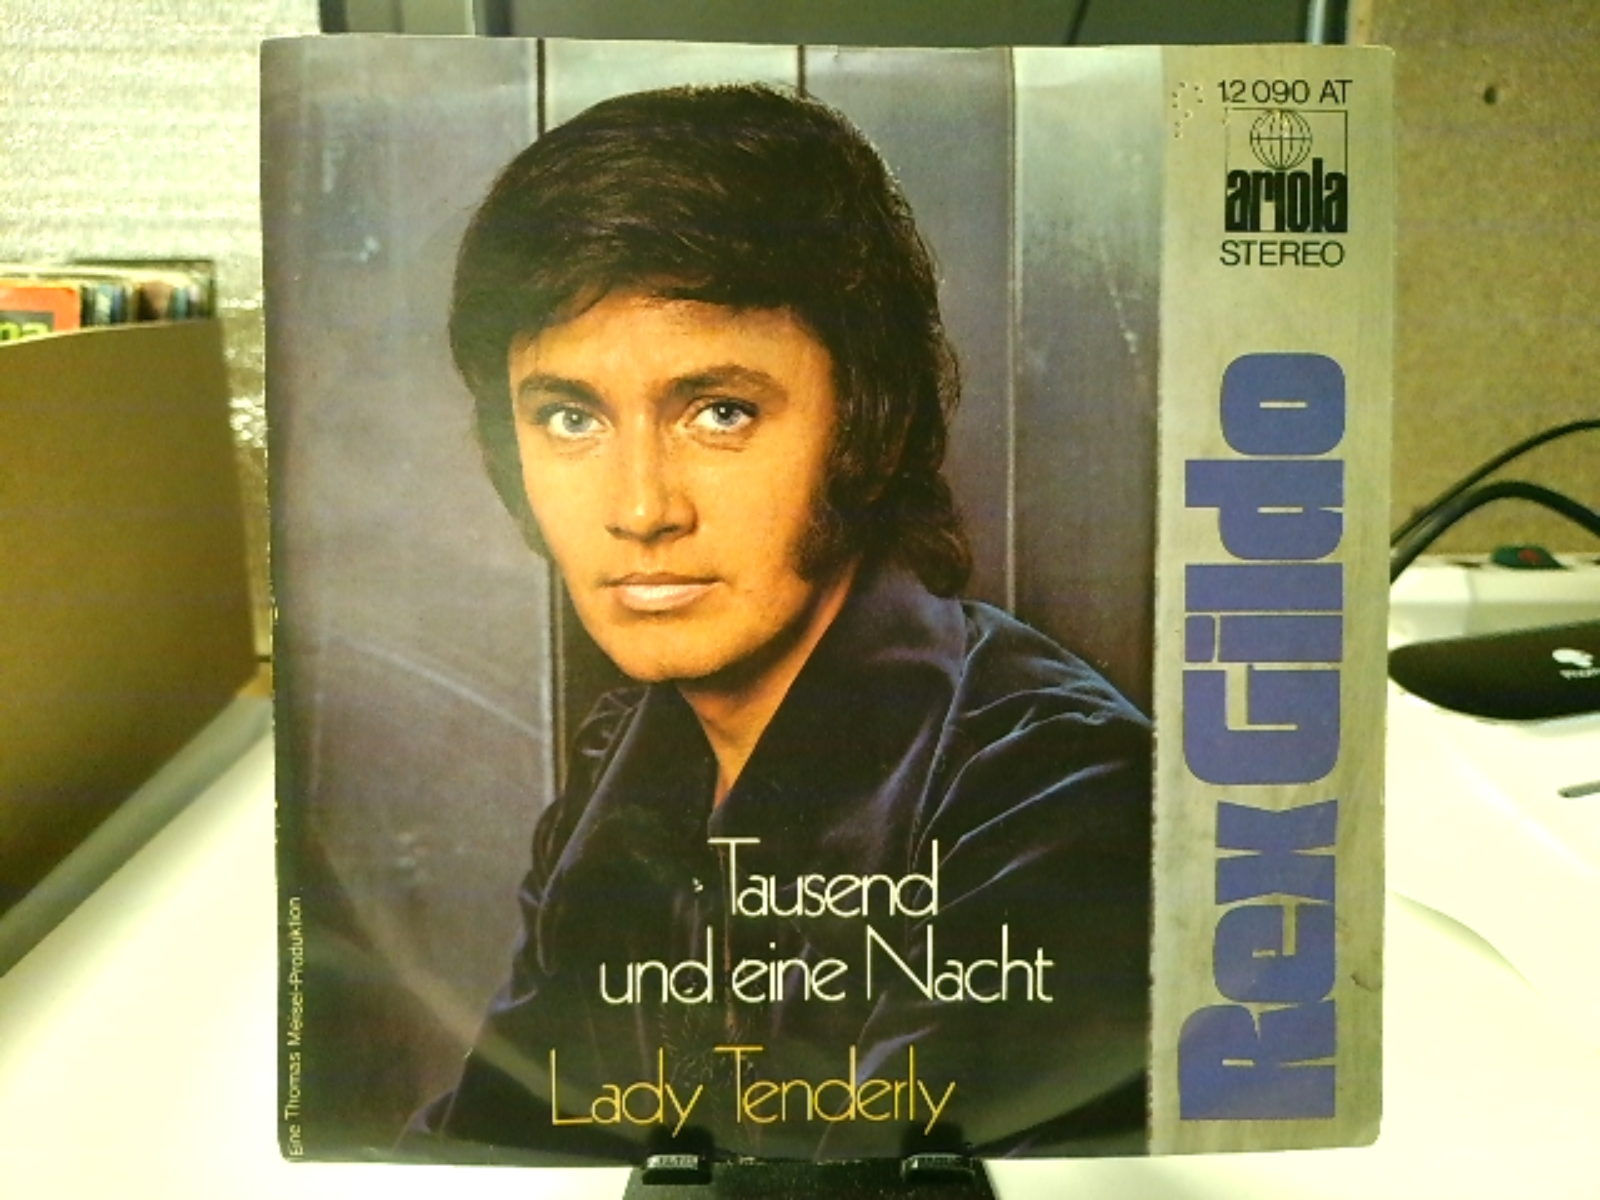 12 090 AT
ariola
STEREO
Rex Gildo
Tausend
und eine Nacht
Lady Tenderly
Eine Thomas Meisel-Produktion